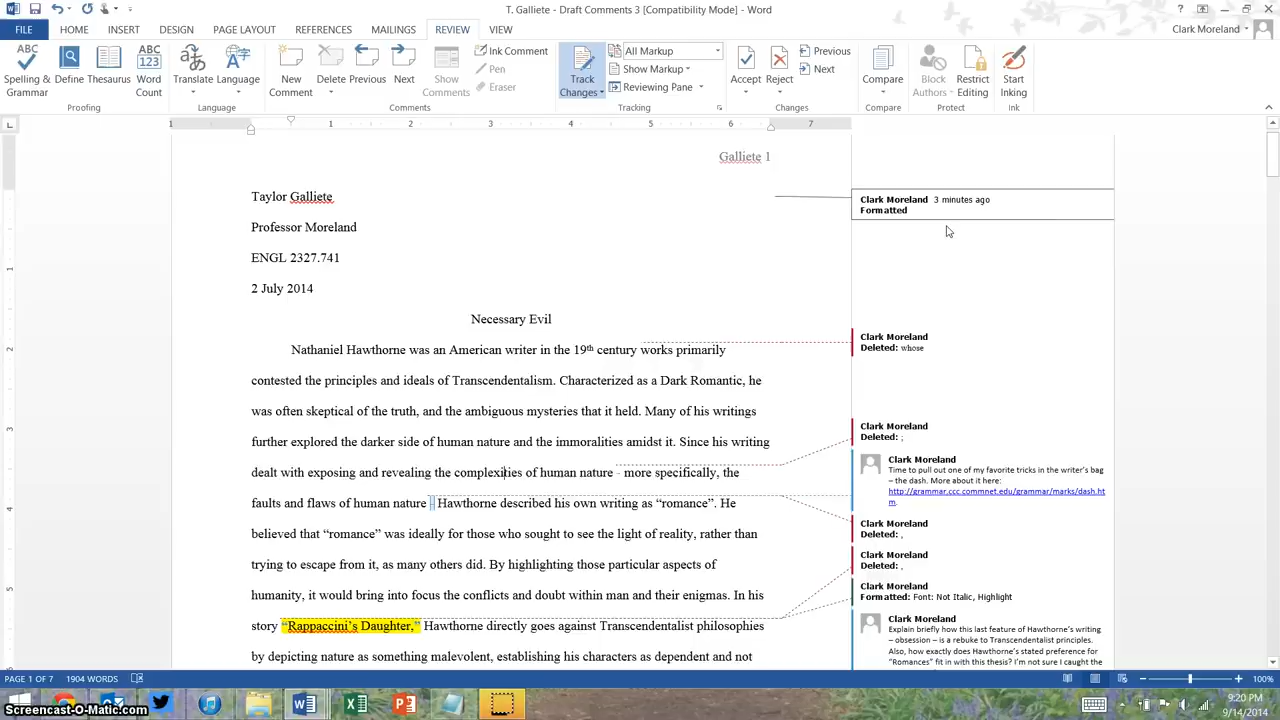 T. Galliete - Draft Comments 3 [Compatibility Mode] - Word
FILE HOME INSERT DESIGN PAGE LAYOUT REFERENCES MAILINGS REVIEW VIEW Clark Moreland
Spelling & Grammar
Define
Thesaurus
Word Count
Translate
Language
New Comment
Delete
Previous
Next
Show Comments
Ink Comment
Pen
Eraser
Track Changes
All Markup
Show Markup
Reviewing Pane
Accept
Reject
Previous
Next
Compare
Block Authors
Restrict Editing
Start Inking
Proofing Language Comments Tracking Changes Compare Protect Ink
1 1 2 3 4 5 6 7
1
2
3
4
5
Galliete 1
Taylor Galliete
Professor Moreland
ENGL 2327.741
2 July 2014
Necessary Evil
Nathaniel Hawthorne was an American writer in the 19th century works primarily
contested the principles and ideals of Transcendentalism. Characterized as a Dark Romantic, he
was often skeptical of the truth, and the ambiguous mysteries that it held. Many of his writings
further explored the darker side of human nature and the immoralities amidst it. Since his writing
dealt with exposing and revealing the complexities of human nature - more specifically, the
faults and flaws of human nature - Hawthorne described his own writing as “romance”. He
believed that “romance” was ideally for those who sought to see the light of reality, rather than
trying to escape from it, as many others did. By highlighting those particular aspects of
humanity, it would bring into focus the conflicts and doubt within man and their enigmas. In his
story “Rappaccini’s Daughter,” Hawthorne directly goes against Transcendentalist philosophies
by depicting nature as something malevolent, establishing his characters as dependent and not
Clark Moreland 3 minutes ago
Formatted
Clark Moreland
Deleted: whose
Clark Moreland
Deleted: ;
Clark Moreland
Time to pull out one of my favorite tricks in the writer’s bag
– the dash. More about it here:
http://grammar.ccc.commnet.edu/grammar/marks/dash.ht
m.
Clark Moreland
Deleted: ,
Clark Moreland
Deleted: ,
Clark Moreland
Formatted: Font: Not Italic, Highlight
Clark Moreland
Explain briefly how this last feature of Hawthorne’s writing
– obsession – is a rebuke to Transcendentalist principles.
Also, how exactly does Hawthorne’s stated preference for
“Romances” fit in with this thesis? I’m not sure I caught the
PAGE 1 OF 7 1904 WORDS 100%
Screencast-O-Matic.com
9:20 PM
9/14/2014